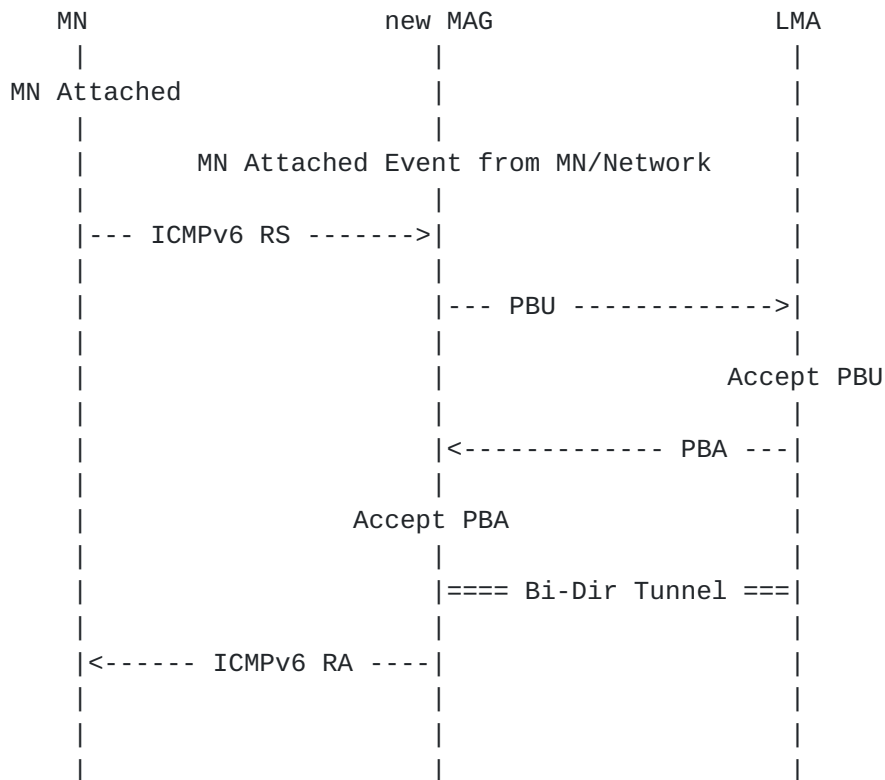 MN new MAG LMA
MN Attached
MN Attached Event from MN/Network
|--- ICMPv6 RS ------->|
|--- PBU ------------->|
Accept PBU
|<------------- PBA ---|
Accept PBA
|==== Bi-Dir Tunnel ===|
|<------ ICMPv6 RA ----|